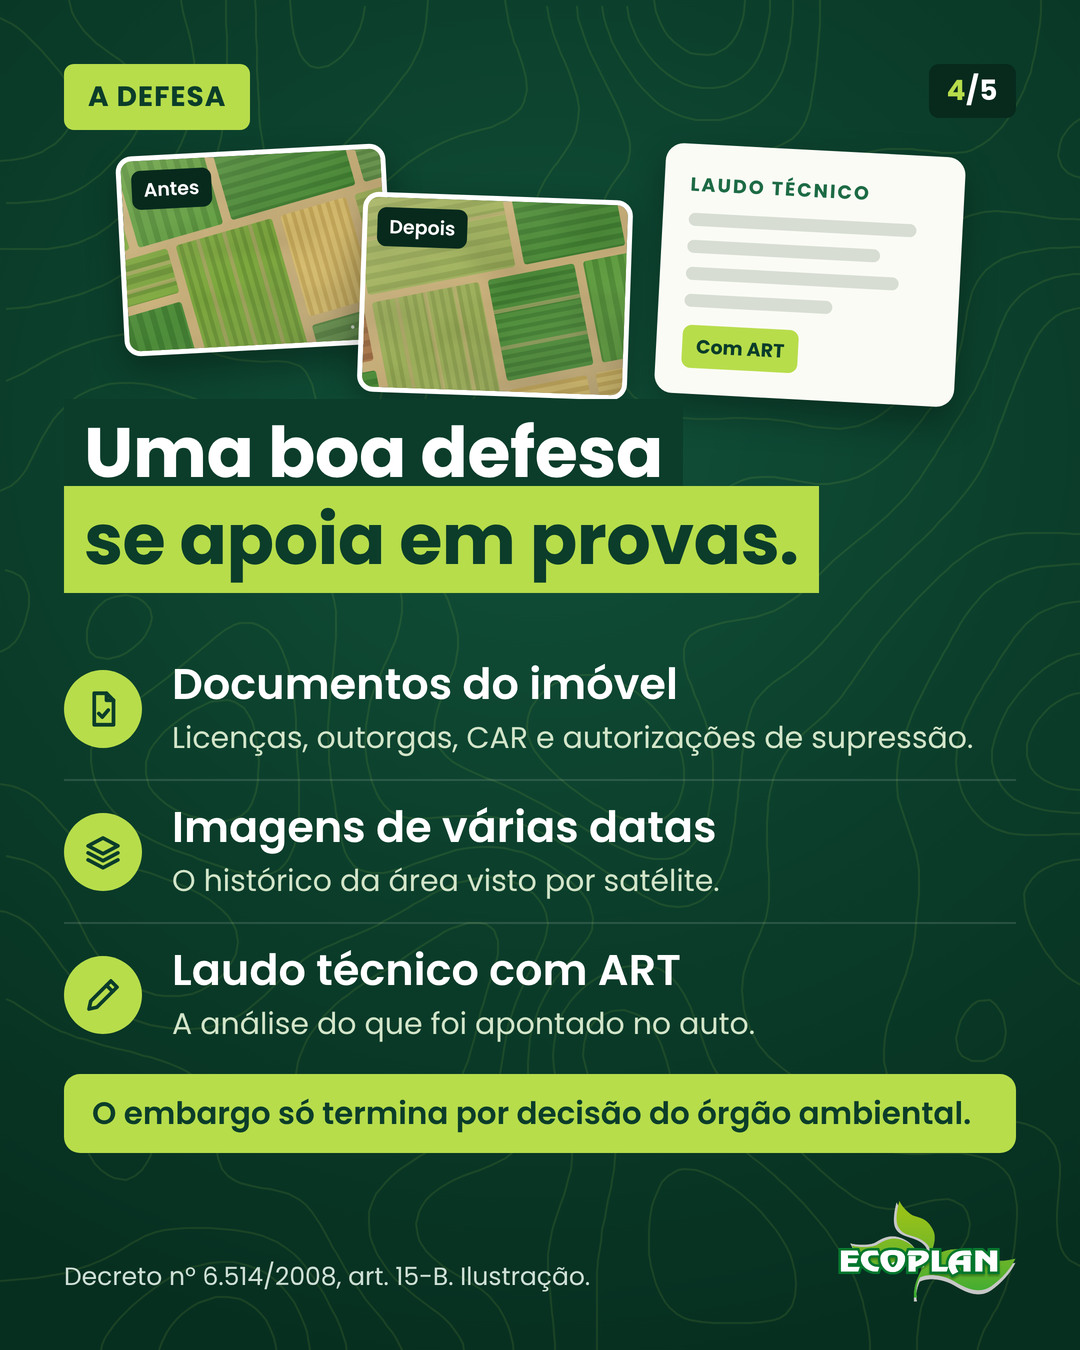 A DEFESA
4/5
Antes
Depois
LAUDO TÉCNICO
Com ART
Uma boa defesa
se apoia em provas.
Documentos do imóvel
Licenças, outorgas, CAR e autorizações de supressão.
Imagens de várias datas
O histórico da área visto por satélite.
Laudo técnico com ART
A análise do que foi apontado no auto.
O embargo só termina por decisão do órgão ambiental.
Decreto nº 6.514/2008, art. 15-B. Ilustração.
ECOPLAN